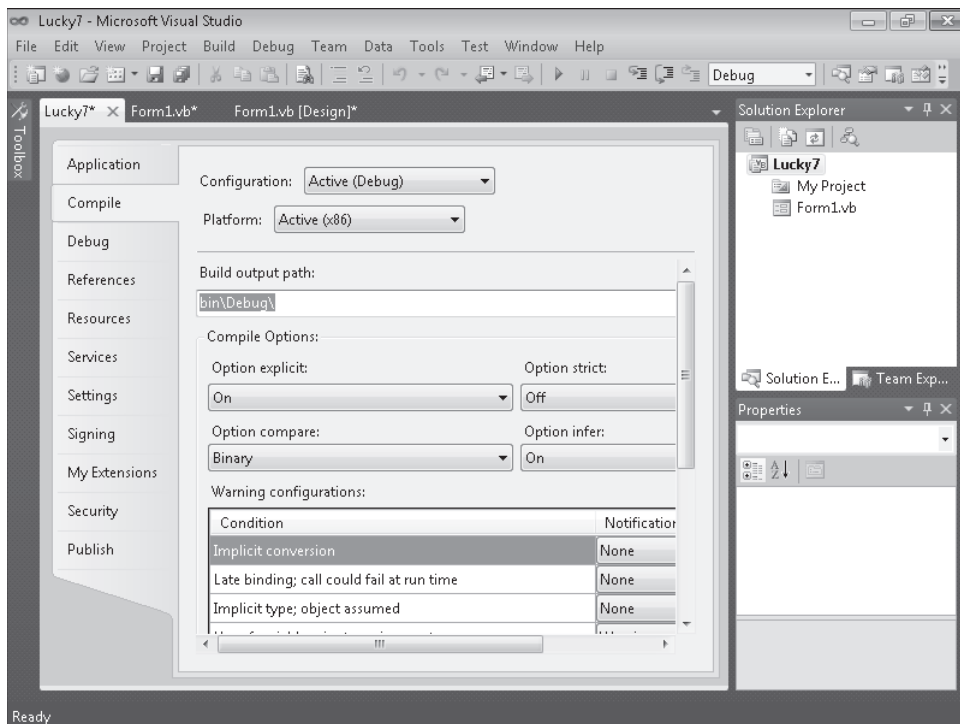 Lucky7 - Microsoft Visual Studio
File Edit View Project Build Debug Team Data Tools Test Window Help
Debug
Toolbox
Lucky7* Form1.vb* Form1.vb [Design]*
Application
Compile
Debug
References
Resources
Services
Settings
Signing
My Extensions
Security
Publish
Configuration: Active (Debug)
Platform: Active (x86)
Build output path:
bin\Debug\
Compile Options:
Option explicit: Option strict:
On Off
Option compare: Option infer:
Binary On
Warning configurations:
Condition Notification
Implicit conversion None
Late binding; call could fail at run time None
Implicit type; object assumed None
Solution Explorer
Lucky7
My Project
Form1.vb
Solution E... Team Exp...
Properties
Ready